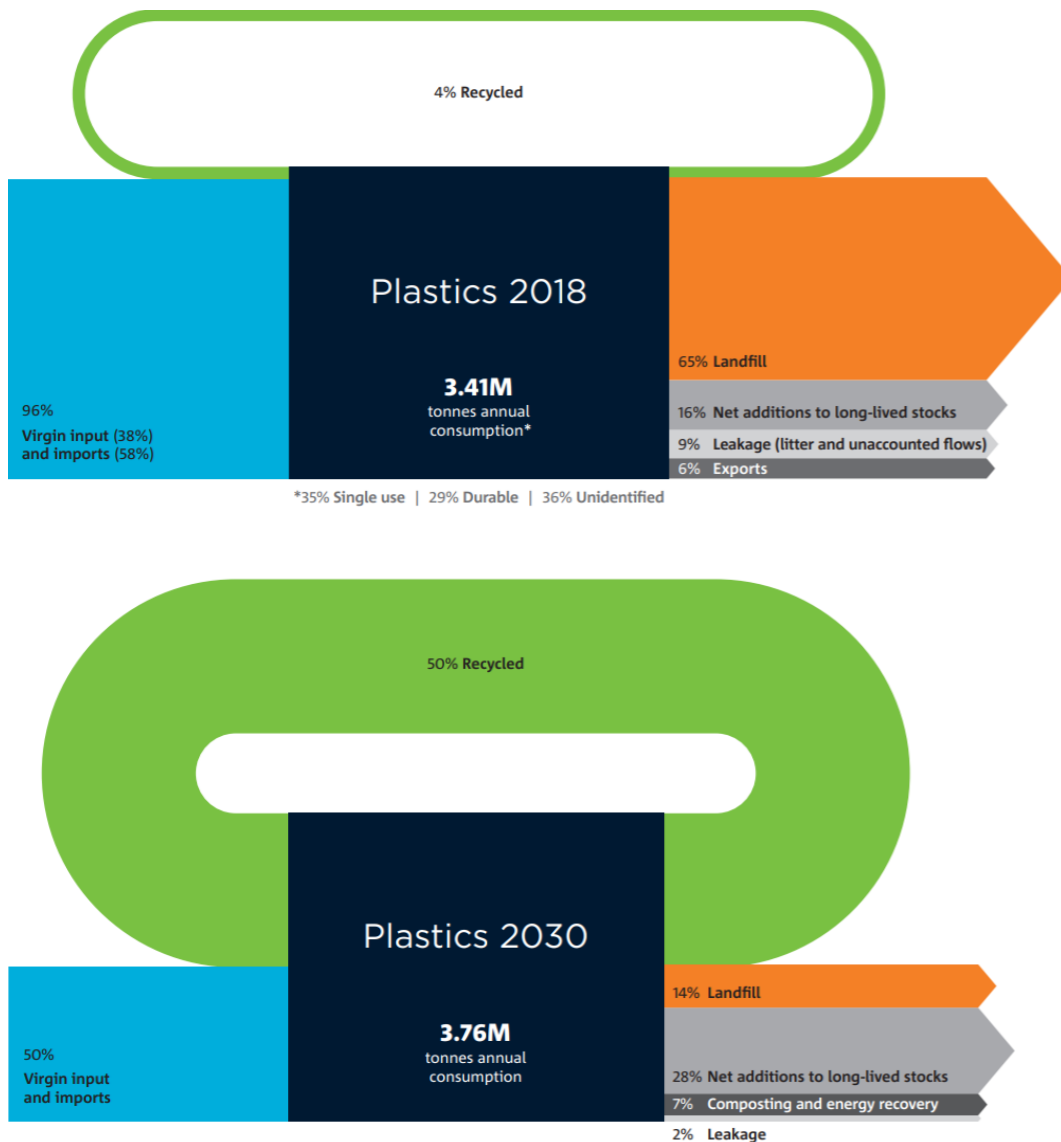 4% Recycled
Plastics 2018
3.41M
tonnes annual
consumption*
96%
Virgin input (38%)
and imports (58%)
65% Landfill
16% Net additions to long-lived stocks
9% Leakage (litter and unaccounted flows)
6% Exports
*35% Single use | 29% Durable | 36% Unidentified
50% Recycled
Plastics 2030
3.76M
tonnes annual
consumption
50%
Virgin input
and imports
14% Landfill
28% Net additions to long-lived stocks
7% Composting and energy recovery
2% Leakage